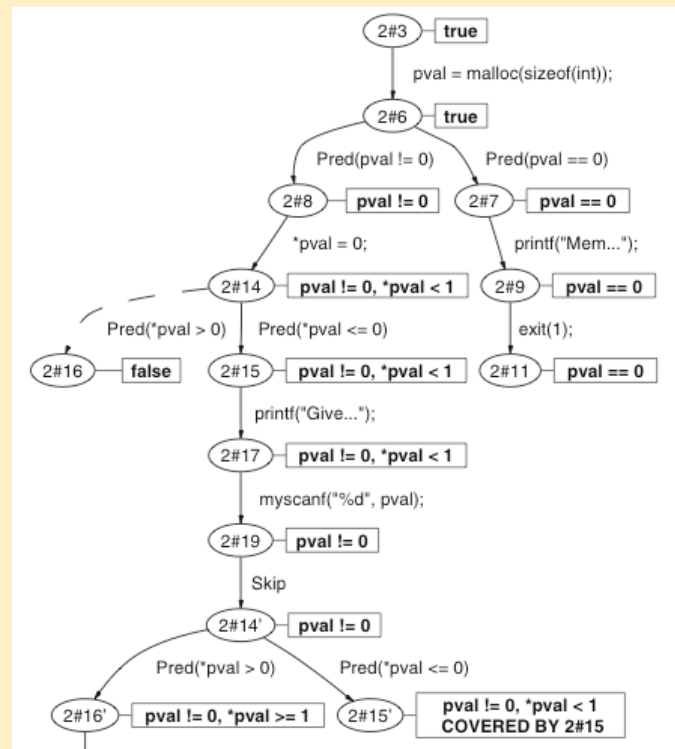 2#3 true
pval = malloc(sizeof(int));
2#6 true
Pred(pval != 0) Pred(pval == 0)
2#8 pval != 0 2#7 pval == 0
*pval = 0; printf("Mem...");
2#14 pval != 0, *pval < 1 2#9 pval == 0
Pred(*pval > 0) Pred(*pval <= 0) exit(1);
2#16 false 2#15 pval != 0, *pval < 1 2#11 pval == 0
printf("Give...");
2#17 pval != 0, *pval < 1
myscanf("%d", pval);
2#19 pval != 0
Skip
2#14' pval != 0
Pred(*pval > 0) Pred(*pval <= 0)
2#16' pval != 0, *pval >= 1 2#15' pval != 0, *pval < 1
COVERED BY 2#15